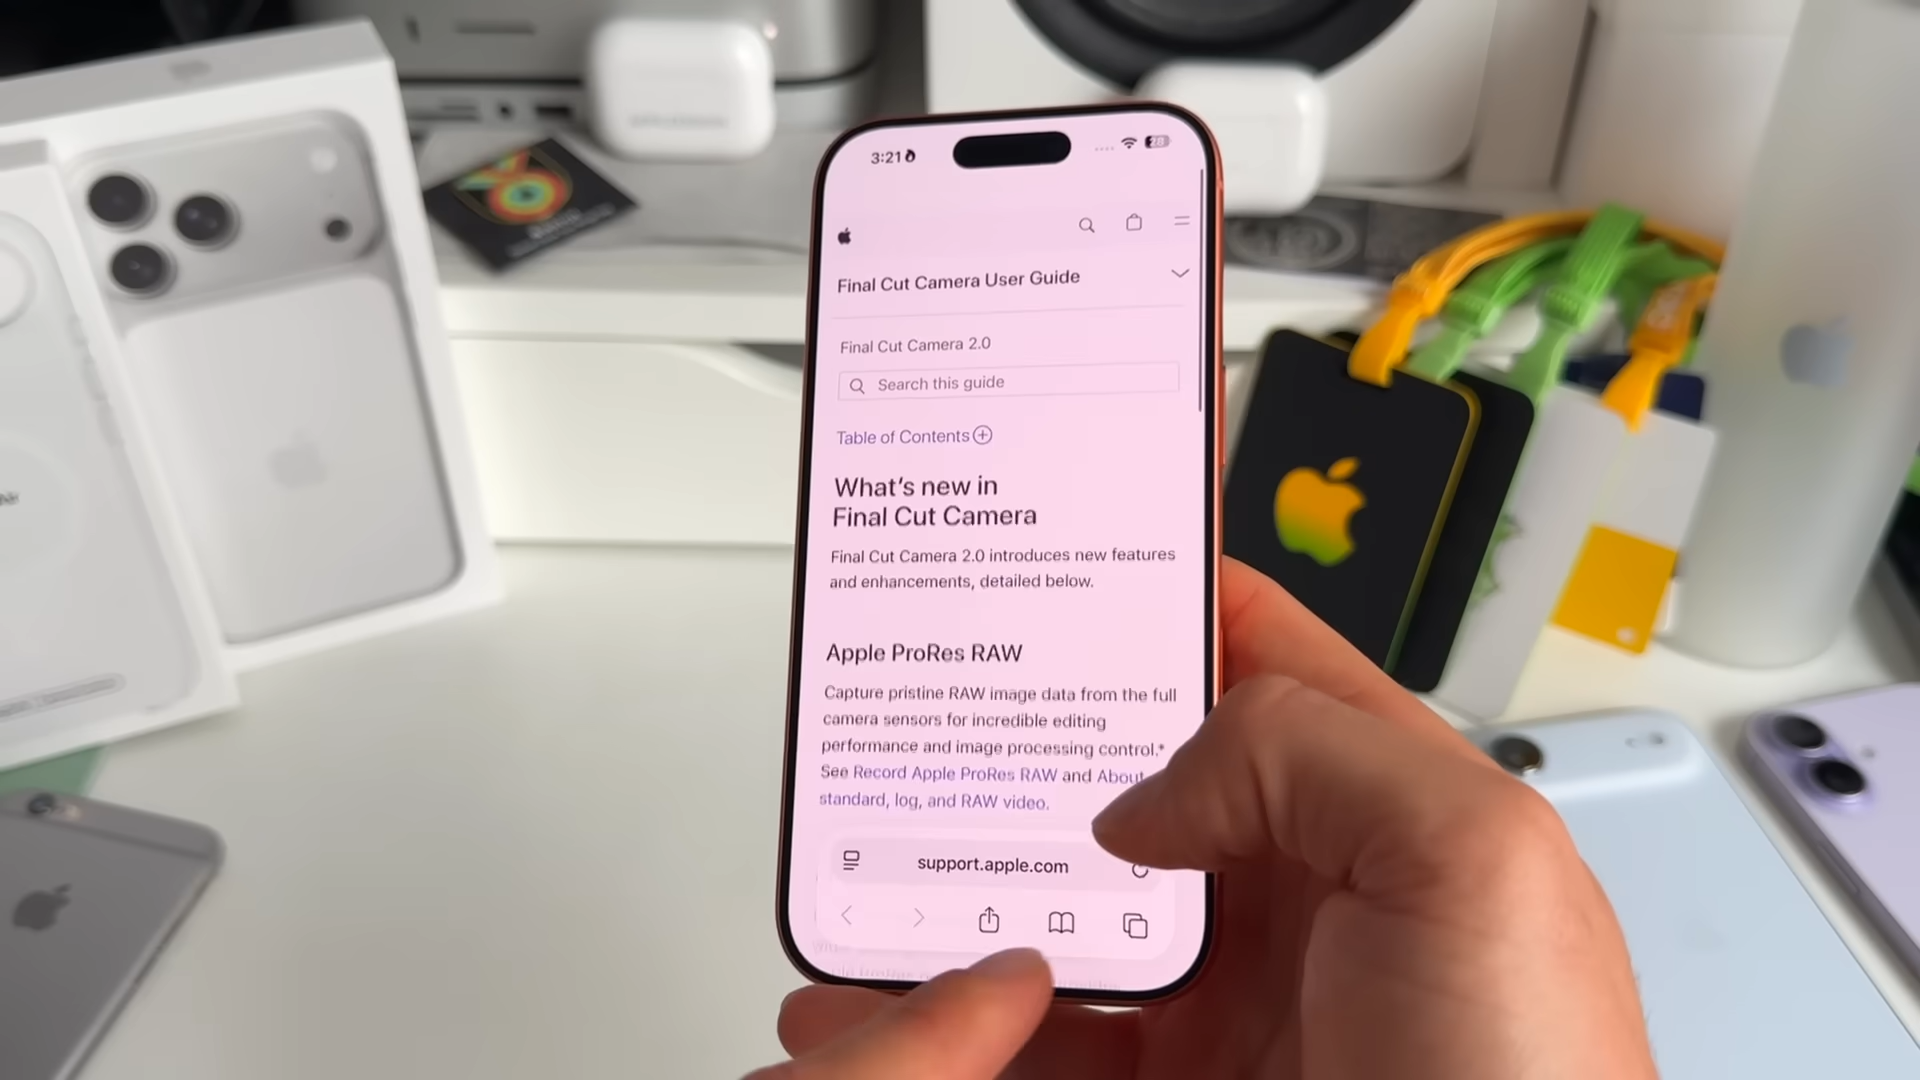 3:21
28
Final Cut Camera User Guide
Final Cut Camera 2.0
Search this guide
Table of Contents
What's new in
Final Cut Camera
Final Cut Camera 2.0 introduces new features
and enhancements, detailed below.
Apple ProRes RAW
Capture pristine RAW image data from the full
camera sensors for incredible editing
performance and image processing control.*
See Record Apple ProRes RAW and About
standard, log, and RAW video.
support.apple.com